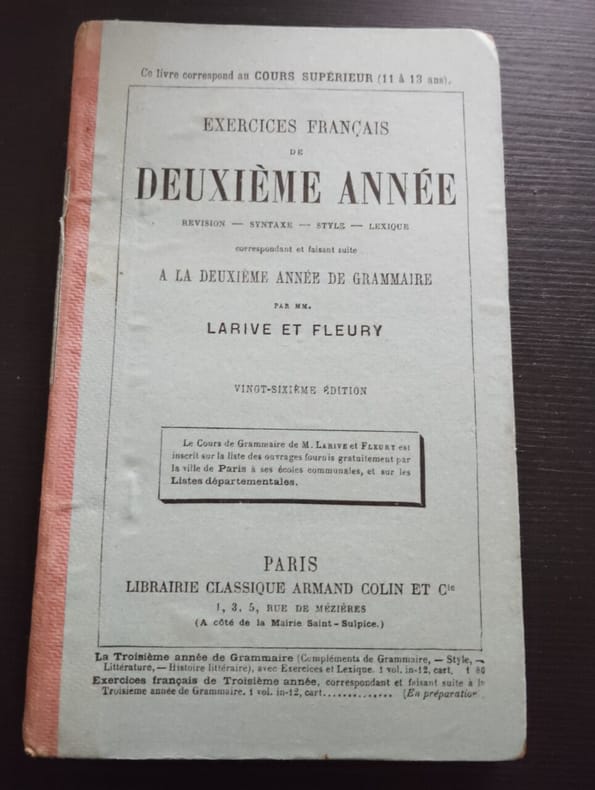 Ce livre correspond au COURS SUPÉRIEUR (11 à 13 ans).
EXERCICES FRANÇAIS
DE
DEUXIÈME ANNÉE
REVISION — SYNTAXE — STYLE — LEXIQUE
correspondant et faisant suite
A LA DEUXIÈME ANNÉE DE GRAMMAIRE
PAR MM.
LARIVE ET FLEURY
VINGT-SIXIÈME ÉDITION
Le Cours de Grammaire de M. LARIVE et FLEURY est
inscrit sur la liste des ouvrages fournis gratuitement par
la ville de Paris à ses écoles communales, et sur les
Listes départementales.
PARIS
LIBRAIRIE CLASSIQUE ARMAND COLIN ET Cie
1, 3, 5, RUE DE MÉZIÈRES
(A côté de la Mairie Saint-Sulpice.)
La Troisième année de Grammaire (Compléments de Grammaire, — Style, —
Littérature, — Histoire littéraire), avec Exercices et Lexique. 1 vol. in-12, cart. 1
Exercices français de Troisième année, correspondant et faisant suite à la
Troisième année de Grammaire. 1 vol. in-12, cart.............. (En préparation